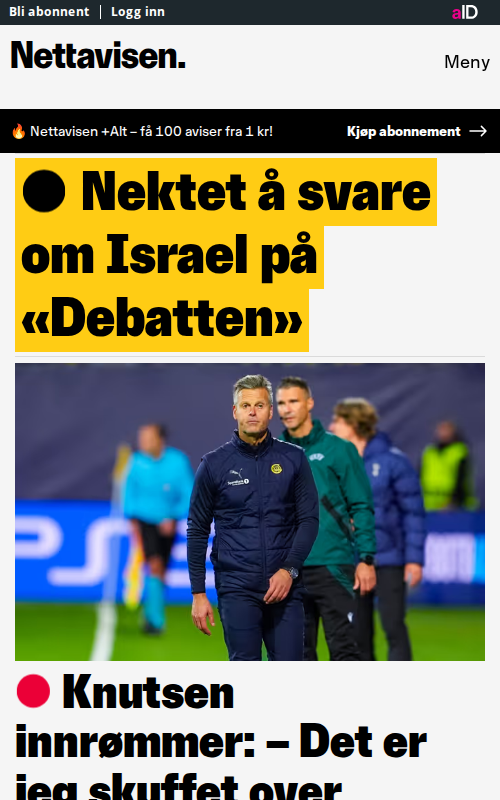 Bli abonnent | Logg inn
aID
Nettavisen.
Meny
🔥 Nettavisen +Alt – få 100 aviser fra 1 kr!
Kjøp abonnement →
Nektet å svare
om Israel på
«Debatten»
UEFA
Knutsen
innrømmer: – Det er
jeg skuffet over